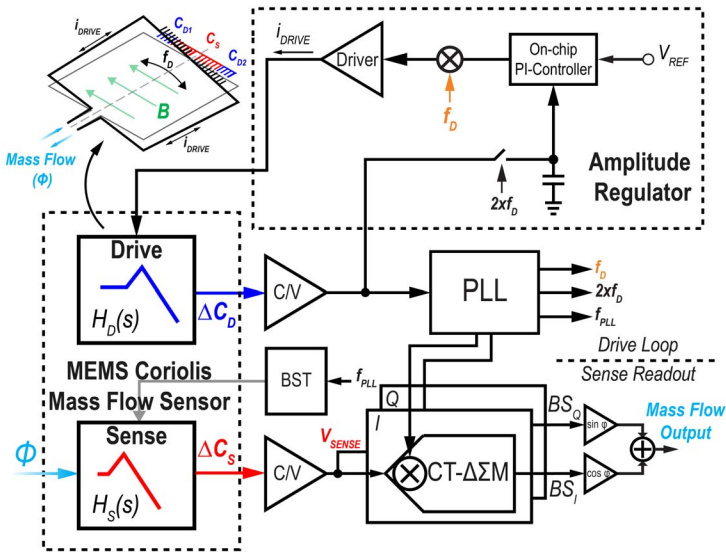 i_DRIVE
C_D1
C_S
C_D2
f_D
B
i_DRIVE
Mass Flow
(Φ)
i_DRIVE
Driver
f_D
On-chip
PI-Controller
V_REF
2xf_D
Amplitude
Regulator
Drive
H_D(s)
ΔC_D
C/V
PLL
f_D
2xf_D
f_PLL
Drive Loop
Sense Readout
MEMS Coriolis
Mass Flow Sensor
BST
f_PLL
Φ
Sense
H_S(s)
ΔC_S
C/V
V_SENSE
Q
I
CT-ΔΣM
BS_Q
BS_I
sin φ
cos φ
Mass Flow
Output